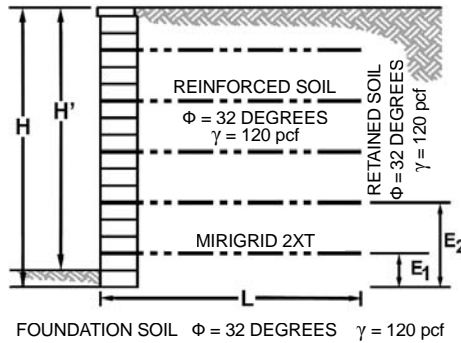 H
H'
REINFORCED SOIL
Φ = 32 DEGREES
γ = 120 pcf
RETAINED SOIL
Φ = 32 DEGREES
γ = 120 pcf
MIRIGRID 2XT
E1
E2
L
FOUNDATION SOIL Φ = 32 DEGREES γ = 120 pcf